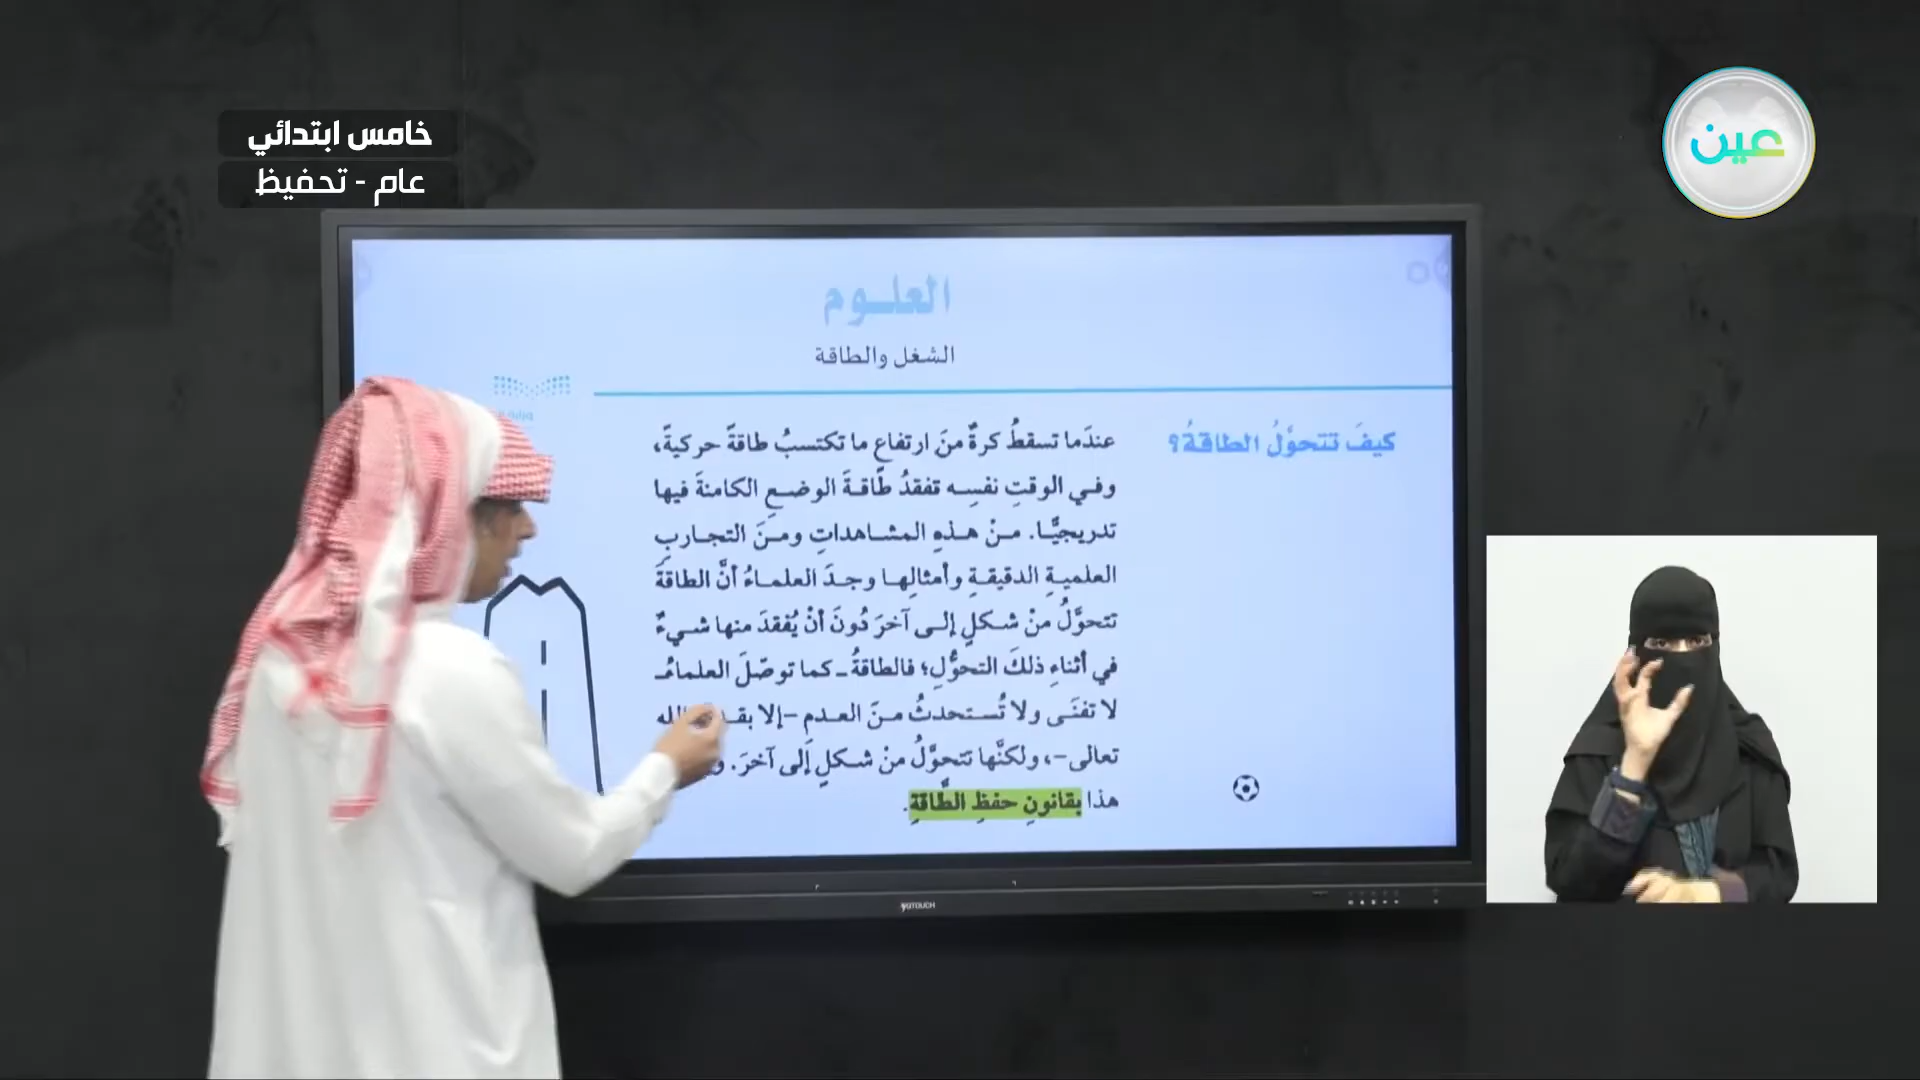 خامس ابتدائي
عام - تحفيظ
عين
العلوم
الشغل والطاقة
كيفَ تتحوَّلُ الطاقةُ؟
عندَما تسقطُ كرةٌ منَ ارتفاعِ ما تكتسبُ طاقةً حركيةً،
وفي الوقتِ نفسِه تفقدُ طاقةَ الوضعِ الكامنةَ فيها
تدريجيًّا. منْ هذهِ المشاهداتِ ومنَ التجاربِ
العلميةِ الدقيقةِ وأمثالِها وجدَ العلماءُ أنَّ الطاقةَ
تتحوَّلُ منْ شكلٍ إلى آخرَ دُونَ أنْ يُفقدَ منها شيءٌ
في أثناءِ ذلكَ التحوُّلِ؛ فالطاقةُ ـ كما توصّلَ العلماءُ ـ
لا تفنَى ولا تُستحدثُ منَ العدمِ –إلا الله
تعالى–، ولكنَّها تتحوَّلُ منْ شكلٍ إلى آخرَ.
هذا بقانونِ حفظِ الطَّاقةِ.